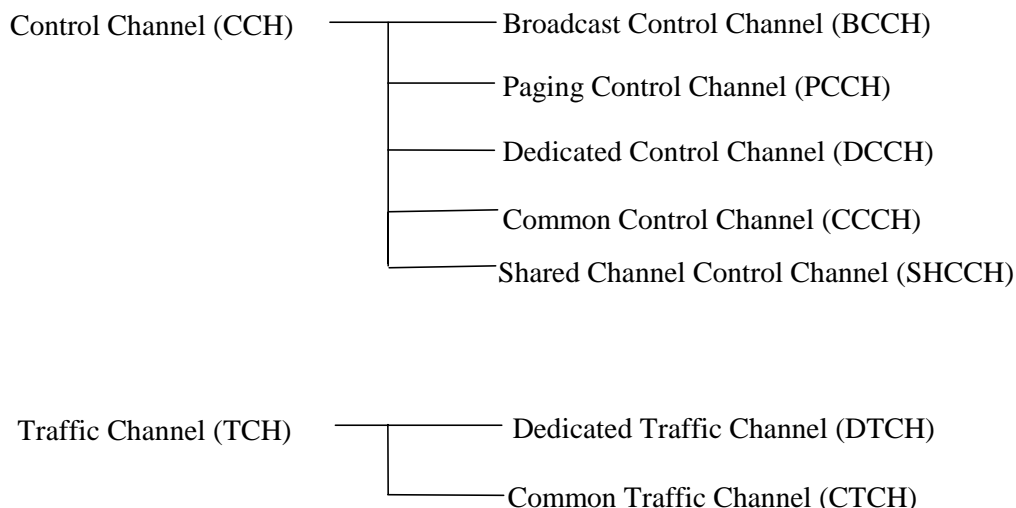 Control Channel (CCH)
Broadcast Control Channel (BCCH)
Paging Control Channel (PCCH)
Dedicated Control Channel (DCCH)
Common Control Channel (CCCH)
Shared Channel Control Channel (SHCCH)
Traffic Channel (TCH)
Dedicated Traffic Channel (DTCH)
Common Traffic Channel (CTCH)